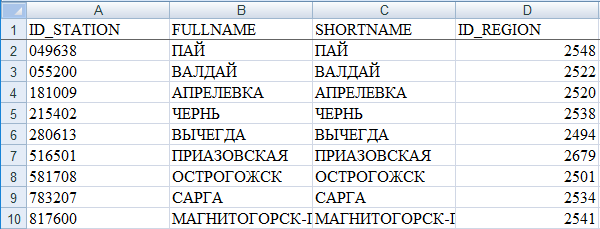 A B C D
1 ID_STATION FULLNAME SHORTNAME ID_REGION
2 049638 ПАЙ ПАЙ 2548
3 055200 ВАЛДАЙ ВАЛДАЙ 2522
4 181009 АПРЕЛЕВКА АПРЕЛЕВКА 2520
5 215402 ЧЕРНЬ ЧЕРНЬ 2538
6 280613 ВЫЧЕГДА ВЫЧЕГДА 2494
7 516501 ПРИАЗОВСКАЯ ПРИАЗОВСКАЯ 2679
8 581708 ОСТРОГОЖСК ОСТРОГОЖСК 2501
9 783207 САРГА САРГА 2534
10 817600 МАГНИТОГОРСК- МАГНИТОГОРСК- 2541